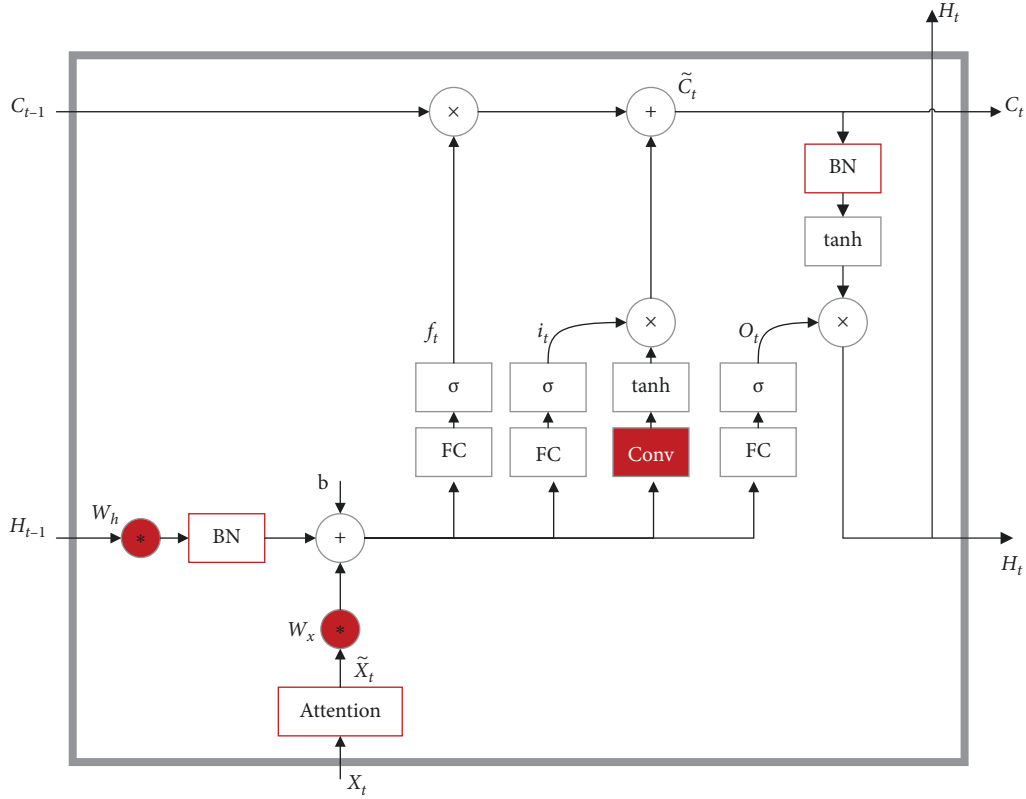 H_t
C_{t–1}
×
+
C̃_t
C_t
BN
tanh
f_t
i_t
×
O_t
×
σ
σ
tanh
σ
FC
FC
Conv
FC
b
H_{t–1}
W_h
*
BN
+
H_t
W_x
*
X̃_t
Attention
X_t